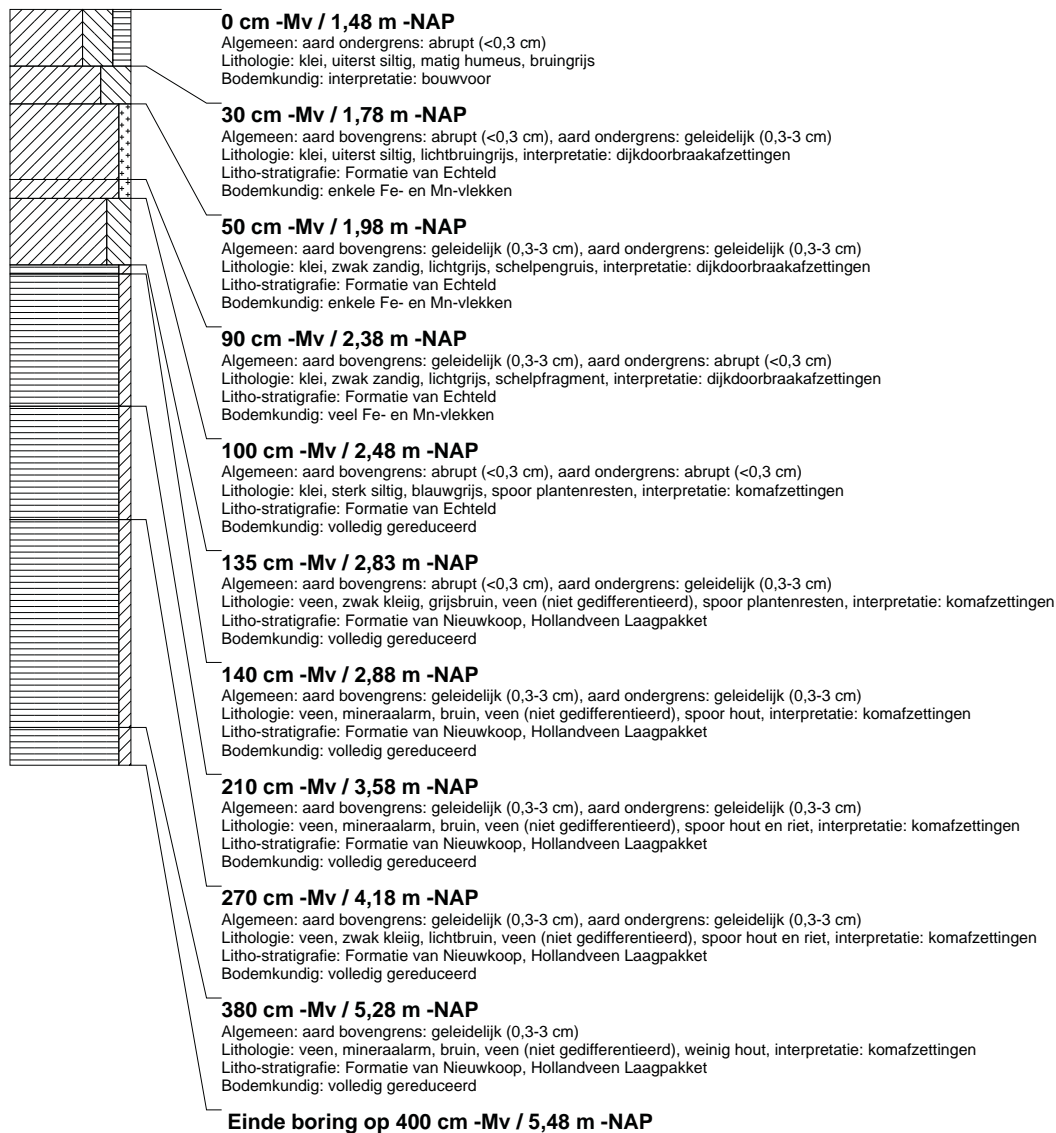 0 cm -Mv / 1,48 m -NAP
Algemeen: aard ondergrens: abrupt (<0,3 cm)
Lithologie: klei, uiterst siltig, matig humeus, bruingrijs
Bodemkundig: interpretatie: bouwvoor
30 cm -Mv / 1,78 m -NAP
Algemeen: aard bovengrens: abrupt (<0,3 cm), aard ondergrens: geleidelijk (0,3-3 cm)
Lithologie: klei, uiterst siltig, lichtbruingrijs, interpretatie: dijkdoorbraakafzettingen
Litho-stratigrafie: Formatie van Echteld
Bodemkundig: enkele Fe- en Mn-vlekken
50 cm -Mv / 1,98 m -NAP
Algemeen: aard bovengrens: geleidelijk (0,3-3 cm), aard ondergrens: geleidelijk (0,3-3 cm)
Lithologie: klei, zwak zandig, lichtgrijs, schelpengruis, interpretatie: dijkdoorbraakafzettingen
Litho-stratigrafie: Formatie van Echteld
Bodemkundig: enkele Fe- en Mn-vlekken
90 cm -Mv / 2,38 m -NAP
Algemeen: aard bovengrens: geleidelijk (0,3-3 cm), aard ondergrens: abrupt (<0,3 cm)
Lithologie: klei, zwak zandig, lichtgrijs, schelpfragment, interpretatie: dijkdoorbraakafzettingen
Litho-stratigrafie: Formatie van Echteld
Bodemkundig: veel Fe- en Mn-vlekken
100 cm -Mv / 2,48 m -NAP
Algemeen: aard bovengrens: abrupt (<0,3 cm), aard ondergrens: abrupt (<0,3 cm)
Lithologie: klei, sterk siltig, blauwgrijs, spoor plantenresten, interpretatie: komafzettingen
Litho-stratigrafie: Formatie van Echteld
Bodemkundig: volledig gereduceerd
135 cm -Mv / 2,83 m -NAP
Algemeen: aard bovengrens: abrupt (<0,3 cm), aard ondergrens: geleidelijk (0,3-3 cm)
Lithologie: veen, zwak kleiig, grijsbruin, veen (niet gedifferentieerd), spoor plantenresten, interpretatie: komafzettingen
Litho-stratigrafie: Formatie van Nieuwkoop, Hollandveen Laagpakket
Bodemkundig: volledig gereduceerd
140 cm -Mv / 2,88 m -NAP
Algemeen: aard bovengrens: geleidelijk (0,3-3 cm), aard ondergrens: geleidelijk (0,3-3 cm)
Lithologie: veen, mineraalarm, bruin, veen (niet gedifferentieerd), spoor hout, interpretatie: komafzettingen
Litho-stratigrafie: Formatie van Nieuwkoop, Hollandveen Laagpakket
Bodemkundig: volledig gereduceerd
210 cm -Mv / 3,58 m -NAP
Algemeen: aard bovengrens: geleidelijk (0,3-3 cm), aard ondergrens: geleidelijk (0,3-3 cm)
Lithologie: veen, mineraalarm, bruin, veen (niet gedifferentieerd), spoor hout en riet, interpretatie: komafzettingen
Litho-stratigrafie: Formatie van Nieuwkoop, Hollandveen Laagpakket
Bodemkundig: volledig gereduceerd
270 cm -Mv / 4,18 m -NAP
Algemeen: aard bovengrens: geleidelijk (0,3-3 cm), aard ondergrens: geleidelijk (0,3-3 cm)
Lithologie: veen, zwak kleiig, lichtbruin, veen (niet gedifferentieerd), spoor hout en riet, interpretatie: komafzettingen
Litho-stratigrafie: Formatie van Nieuwkoop, Hollandveen Laagpakket
Bodemkundig: volledig gereduceerd
380 cm -Mv / 5,28 m -NAP
Algemeen: aard bovengrens: geleidelijk (0,3-3 cm)
Lithologie: veen, mineraalarm, bruin, veen (niet gedifferentieerd), weinig hout, interpretatie: komafzettingen
Litho-stratigrafie: Formatie van Nieuwkoop, Hollandveen Laagpakket
Bodemkundig: volledig gereduceerd
Einde boring op 400 cm -Mv / 5,48 m -NAP